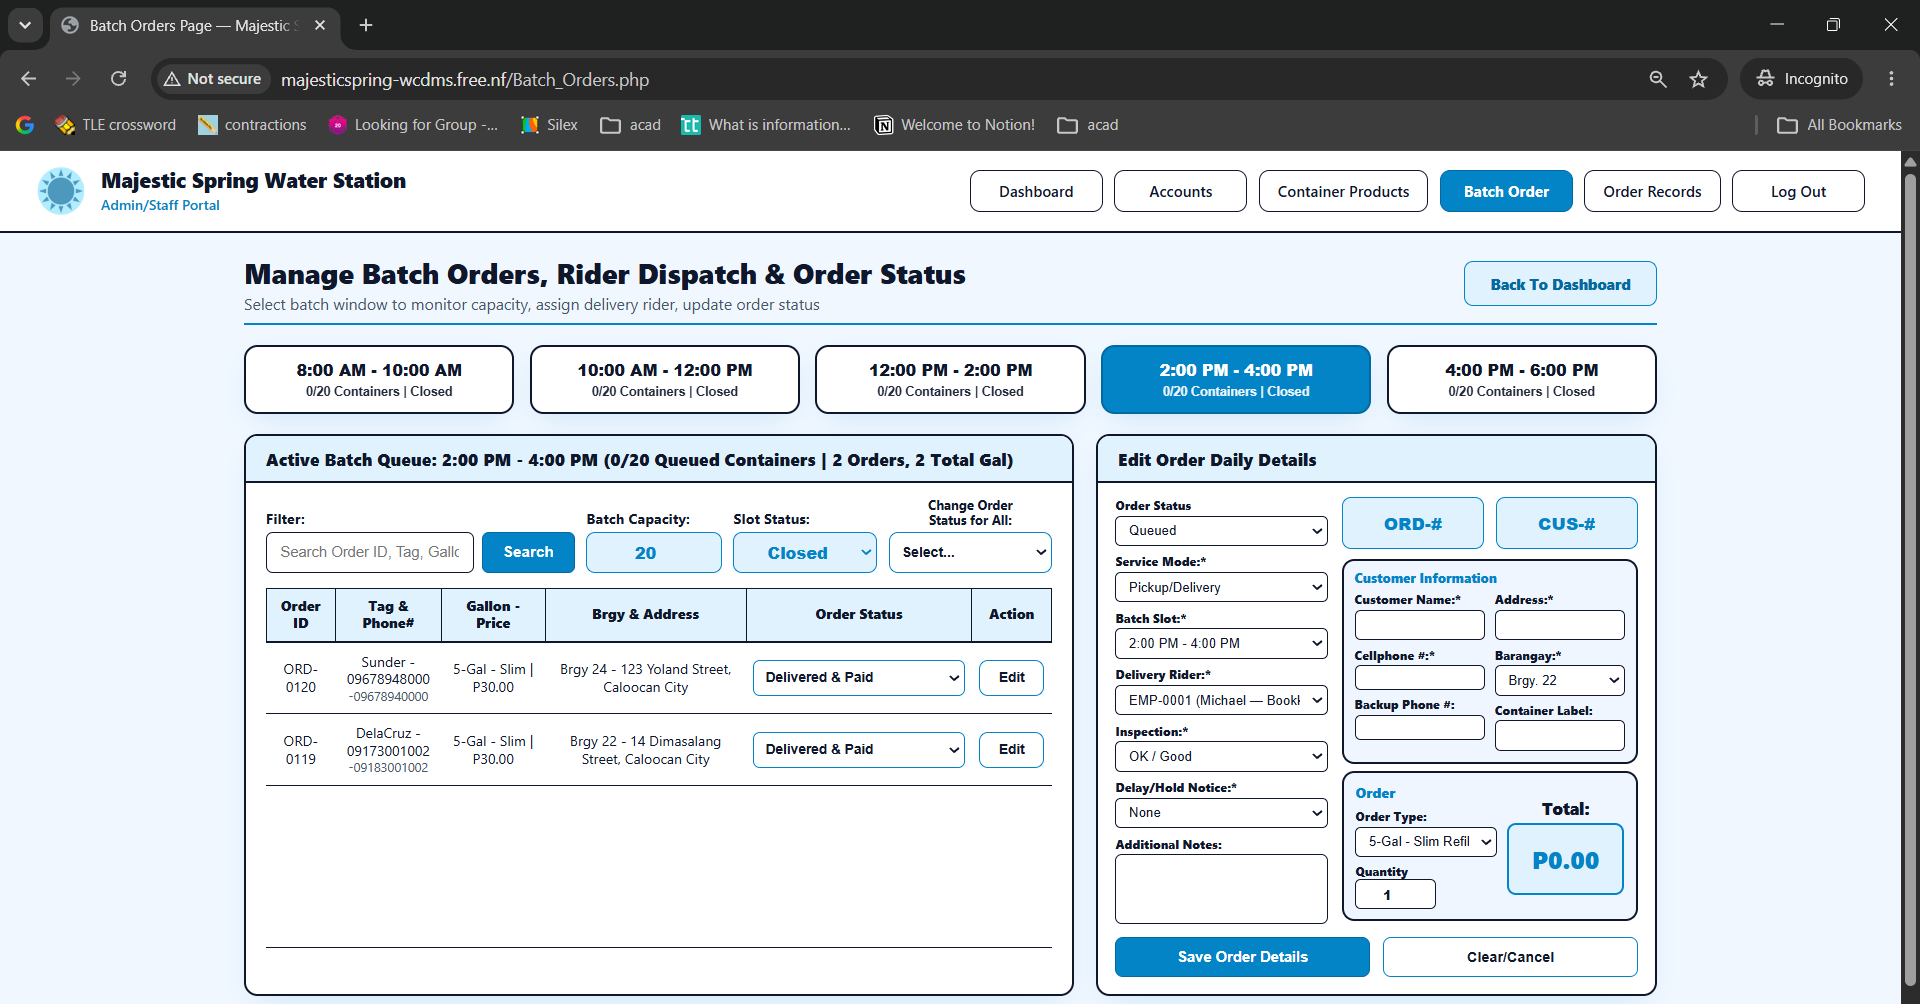 Batch Orders Page — Majestic
Not secure
majesticspring-wcdms.free.nf/Batch_Orders.php
Incognito
TLE crossword
contractions
Looking for Group -...
Silex
acad
What is information...
Welcome to Notion!
acad
All Bookmarks
Majestic Spring Water Station
Admin/Staff Portal
Dashboard
Accounts
Container Products
Batch Order
Order Records
Log Out
Manage Batch Orders, Rider Dispatch & Order Status
Select batch window to monitor capacity, assign delivery rider, update order status
Back To Dashboard
8:00 AM - 10:00 AM
0/20 Containers | Closed
10:00 AM - 12:00 PM
0/20 Containers | Closed
12:00 PM - 2:00 PM
0/20 Containers | Closed
2:00 PM - 4:00 PM
0/20 Containers | Closed
4:00 PM - 6:00 PM
0/20 Containers | Closed
Active Batch Queue: 2:00 PM - 4:00 PM (0/20 Queued Containers | 2 Orders, 2 Total Gal)
Filter:
Search Order ID, Tag, Gallo
Search
Batch Capacity:
20
Slot Status:
Closed
Change Order
Status for All:
Select...
Order
ID
Tag &
Phone#
Gallon -
Price
Brgy & Address
Order Status
Action
ORD-
0120
Sunder -
09678948000
-09678940000
5-Gal - Slim |
P30.00
Brgy 24 - 123 Yoland Street,
Caloocan City
Delivered & Paid
Edit
ORD-
0119
DelaCruz -
09173001002
-09183001002
5-Gal - Slim |
P30.00
Brgy 22 - 14 Dimasalang
Street, Caloocan City
Delivered & Paid
Edit
Edit Order Daily Details
Order Status
Queued
Service Mode:*
Pickup/Delivery
Batch Slot:*
2:00 PM - 4:00 PM
Delivery Rider:*
EMP-0001 (Michael — Bookk
Inspection:*
OK / Good
Delay/Hold Notice:*
None
Additional Notes:
ORD-#
CUS-#
Customer Information
Customer Name:*
Address:*
Cellphone #:*
Barangay:*
Brgy. 22
Backup Phone #:
Container Label:
Order
Order Type:
5-Gal - Slim Refil
Quantity
1
Total:
P0.00
Save Order Details
Clear/Cancel